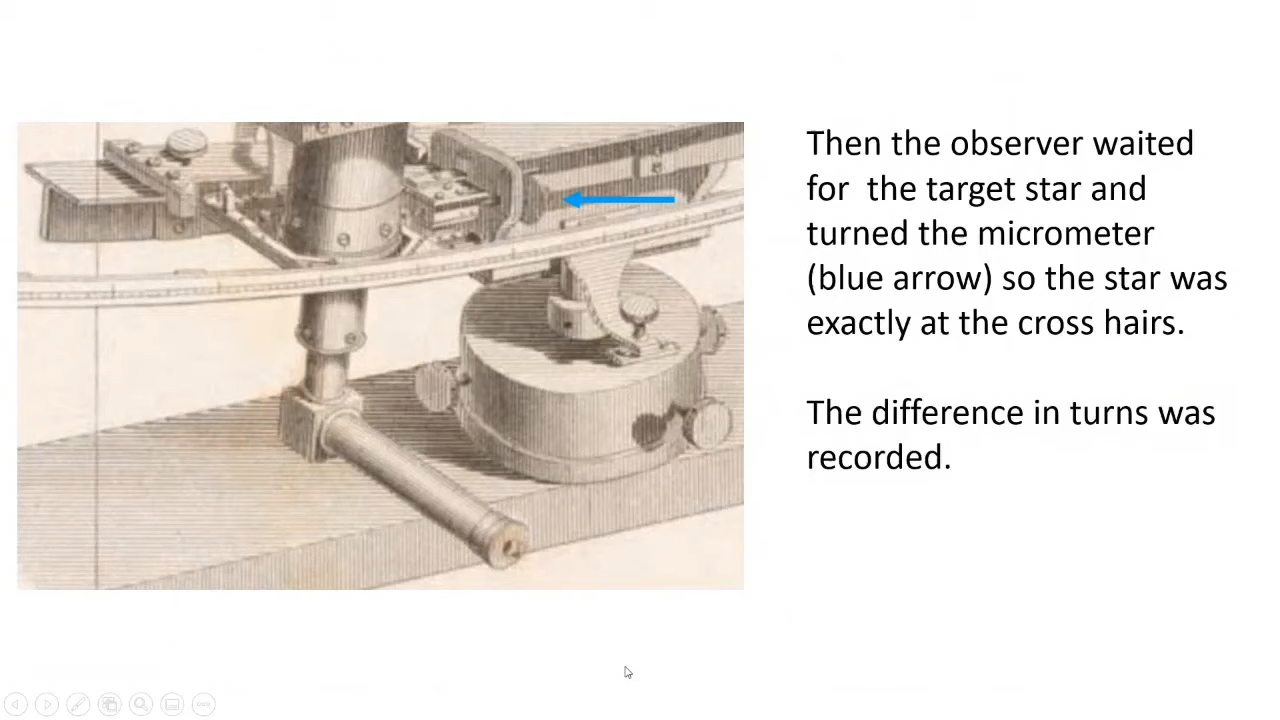 Then the observer waited
for  the target star and
turned the micrometer
(blue arrow) so the star was
exactly at the cross hairs.
The difference in turns was
recorded.